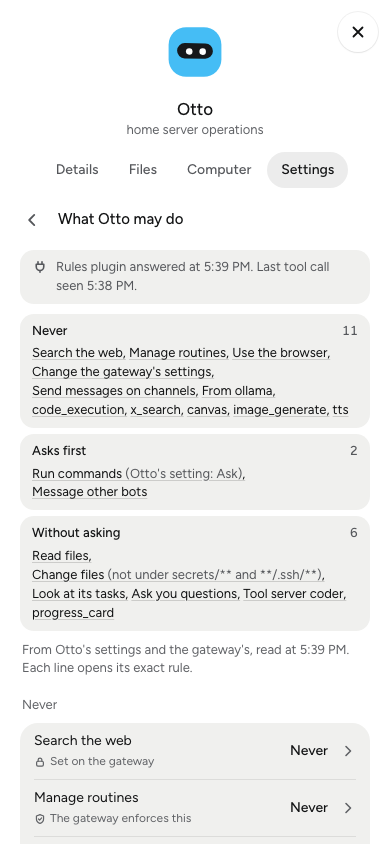 Otto
home server operations
Details Files Computer Settings
What Otto may do
Rules plugin answered at 5:39 PM. Last tool call
seen 5:38 PM.
Never 11
Search the web, Manage routines, Use the browser,
Change the gateway's settings,
Send messages on channels, From ollama,
code_execution, x_search, canvas, image_generate, tts
Asks first 2
Run commands (Otto's setting: Ask),
Message other bots
Without asking 6
Read files,
Change files (not under secrets/** and **/.ssh/**),
Look at its tasks, Ask you questions, Tool server coder,
progress_card
From Otto's settings and the gateway's, read at 5:39 PM.
Each line opens its exact rule.
Never
Search the web
Set on the gateway
Never
Manage routines
The gateway enforces this
Never